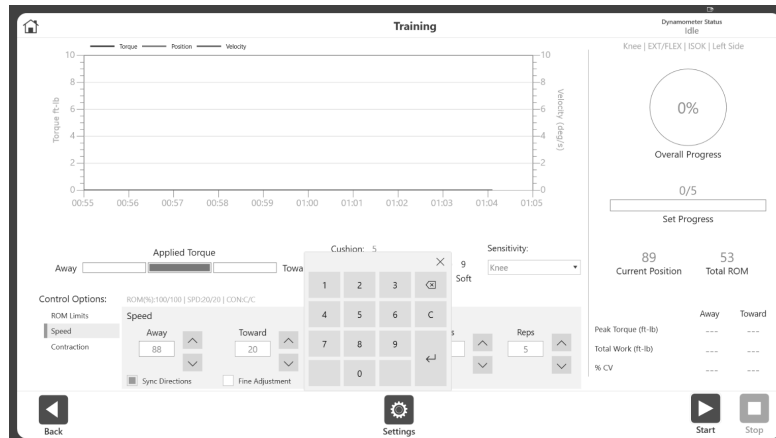 Training
Dynamometer Status
Idle
Torque Position Velocity
Knee | EXT/FLEX | ISOK | Left Side
10
8
6
4
2
0
Torque ft-lb
10
8
6
4
2
0
Velocity (deg/s)
00:55 00:56 00:57 00:58 00:59 01:00 01:01 01:02 01:03 01:04 01:05
0%
Overall Progress
0/5
Set Progress
89 53
Current Position Total ROM
Applied Torque
Away
Cushion: 5
9
Soft
Sensitivity:
Knee
Control Options:
ROM(%):100/100 | SPD:20/20 | CON:C/C
ROM Limits
Speed
Contraction
Speed
Away Toward Reps
88 20 5
Sync Directions Fine Adjustment
1 2 3
4 5 6 C
7 8 9
0
Away Toward
Peak Torque (ft-lb) --- ---
Total Work (ft-lb) --- ---
% CV --- ---
Back
Settings
Start
Stop